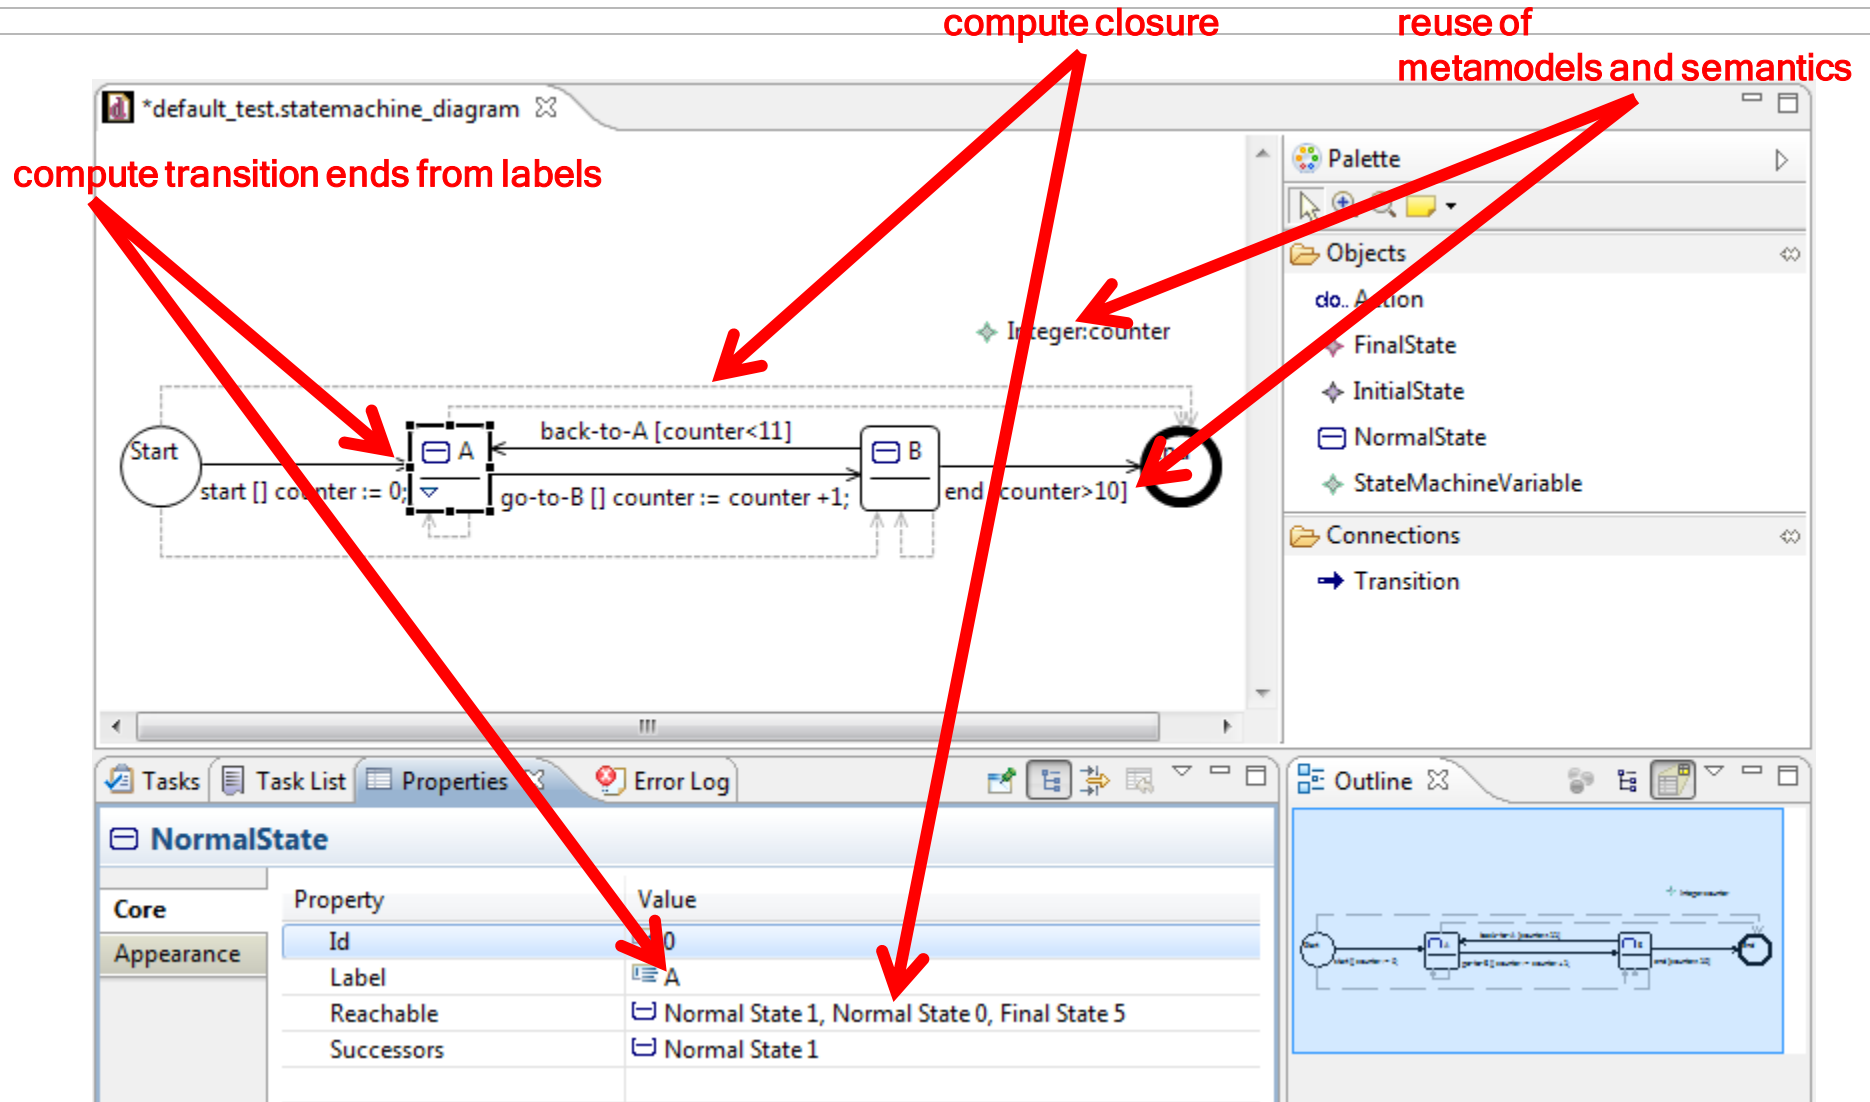 compute closure
reuse of
metamodels and semantics
*default_test.statemachine_diagram
compute transition ends from labels
Palette
Objects
do.. Action
FinalState
InitialState
NormalState
StateMachineVariable
Connections
Transition
Integer:counter
back-to-A [counter<11]
Start
A
B
start [] counter := 0;
go-to-B [] counter := counter +1;
end [counter>10]
Tasks
Task List
Properties
Error Log
Outline
NormalState
Core
Appearance
Property Value
Id 0
Label A
Reachable Normal State 1, Normal State 0, Final State 5
Successors Normal State 1